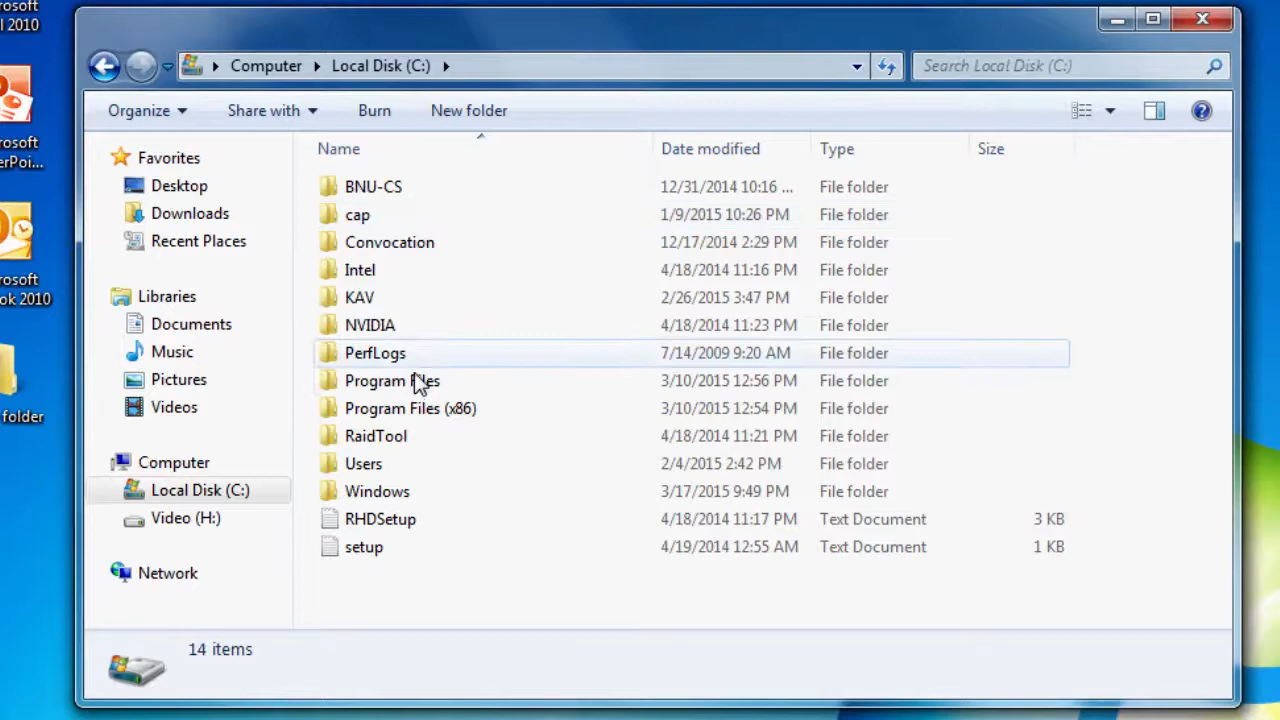 rosoft
l 2010
rosoft
erPoi...
rosoft
ok 2010
folder
Computer
Local Disk (C:)
Search Local Disk (C:)
Organize
Share with
Burn
New folder
Favorites
Desktop
Downloads
Recent Places
Libraries
Documents
Music
Pictures
Videos
Computer
Local Disk (C:)
Video (H:)
Network
Name Date modified Type Size
BNU-CS 12/31/2014 10:16 ... File folder
cap 1/9/2015 10:26 PM File folder
Convocation 12/17/2014 2:29 PM File folder
Intel 4/18/2014 11:16 PM File folder
KAV 2/26/2015 3:47 PM File folder
NVIDIA 4/18/2014 11:23 PM File folder
PerfLogs 7/14/2009 9:20 AM File folder
Program Files 3/10/2015 12:56 PM File folder
Program Files (x86) 3/10/2015 12:54 PM File folder
RaidTool 4/18/2014 11:21 PM File folder
Users 2/4/2015 2:42 PM File folder
Windows 3/17/2015 9:49 PM File folder
RHDSetup 4/18/2014 11:17 PM Text Document 3 KB
setup 4/19/2014 12:55 AM Text Document 1 KB
14 items